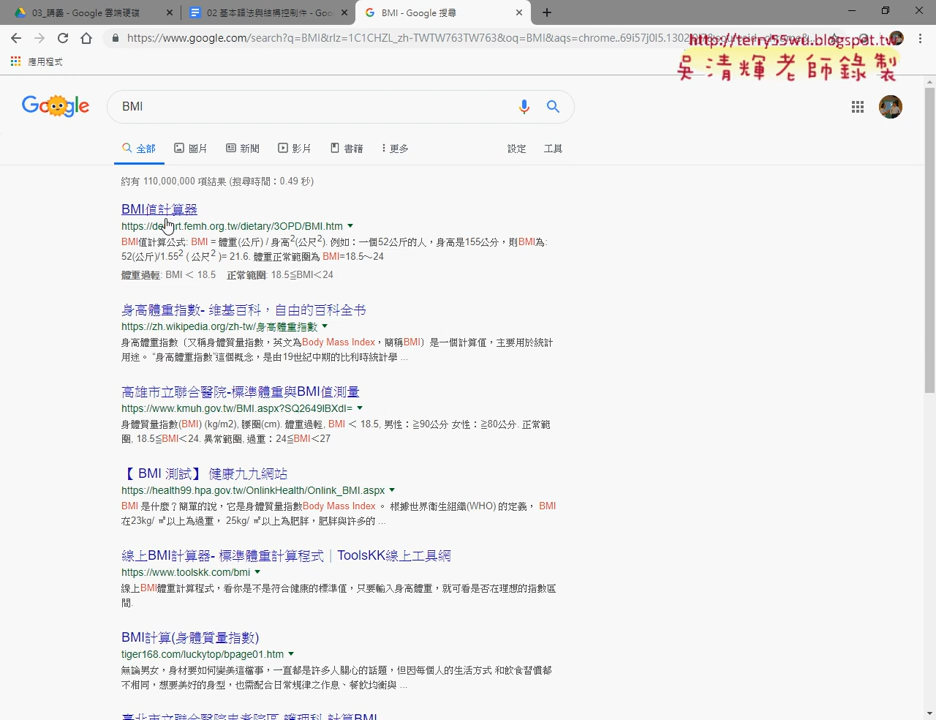 03_講義 - Google 雲端硬碟
02 基本語法與結構控制件 - Goo
BMI - Google 搜尋
https://www.google.com/search?q=BMI&rlz=1C1CHZL_zh-TWTW763TW763&oq=BMI&aqs=chrome..69i57j0l5.1302
http://terry55wu.blogspot.tw
吳清輝老師錄製
應用程式
Google
BMI
全部
圖片
新聞
影片
書籍
更多
設定
工具
約有 110,000,000 項結果 (搜尋時間：0.49 秒)
BMI值計算器
https://de rt.femh.org.tw/dietary/3OPD/BMI.htm
BMI值計算公式: BMI = 體重(公斤) / 身高2(公尺2). 例如：一個52公斤的人，身高是155公分，則BMI為:
52(公斤)/1.552 ( 公尺2 )= 21.6. 體重正常範圍為 BMI=18.5～24
體重過輕: BMI < 18.5 正常範圍: 18.5≦BMI<24
身高體重指數- 維基百科，自由的百科全书
https://zh.wikipedia.org/zh-tw/身高體重指數
身高體重指數（又稱身體質量指數，英文為Body Mass Index，簡稱BMI）是一個計算值，主要用於統計
用途。 "身高體重指數"這個概念，是由19世紀中期的比利時統計學 ...
高雄市立聯合醫院-標準體重與BMI值測量
https://www.kmuh.gov.tw/BMI.aspx?SQ2649IBXdI=
身體質量指數(BMI) (kg/m2), 腰圍(cm). 體重過輕, BMI < 18.5, 男性：≧90公分 女性：≧80公分. 正常範
圍, 18.5≦BMI<24. 異常範圍, 過重：24≦BMI<27
【 BMI 測試】 健康九九網站
https://health99.hpa.gov.tw/OnlinkHealth/Onlink_BMI.aspx
BMI 是什麼？簡單的說，它是身體質量指數Body Mass Index 。 根據世界衛生組織(WHO) 的定義， BMI
在23kg/ ㎡以上為過重， 25kg/ ㎡以上為肥胖，肥胖與許多的 ...
線上BMI計算器- 標準體重計算程式｜ToolsKK線上工具網
https://www.toolskk.com/bmi
線上BMI體重計算程式，看你是不是符合健康的標準值，只要輸入身高體重，就可看是否在理想的指數區
間.
BMI計算(身體質量指數)
tiger168.com/luckytop/bpage01.htm
無論男女，身材要如何變美這檔事，一直都是許多人關心的話題，但因每個人的生活方式 和飲食習慣都
不相同，想要美好的身型，也需配合日常規律之作息、餐飲均衡與 ...
臺北市立聯合醫院忠孝院區-護理科-計算BMI